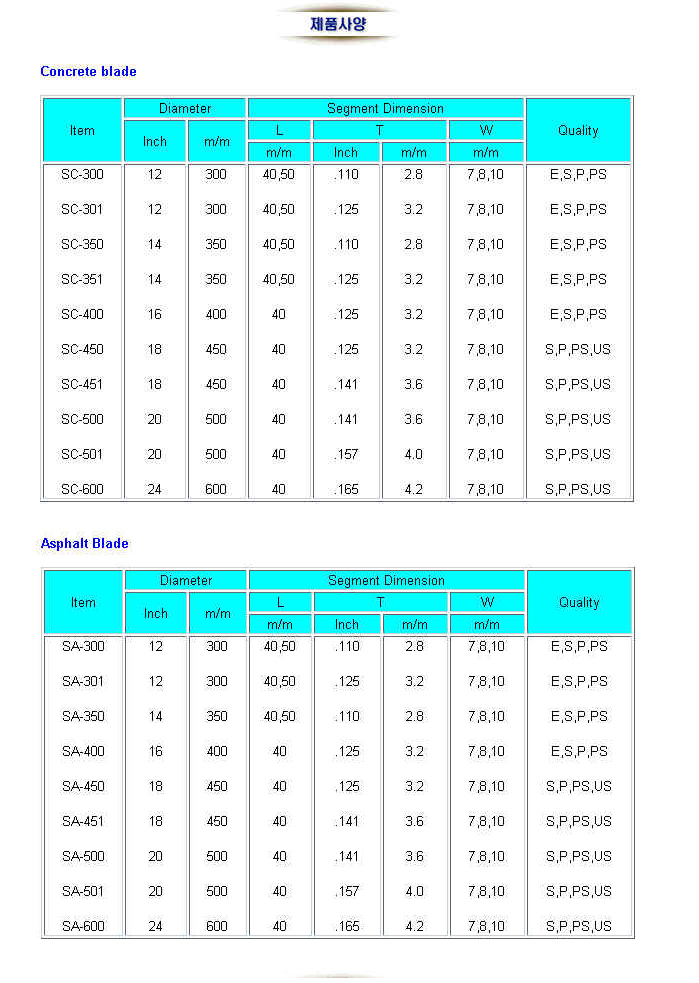 제품사양
Concrete blade
Item Diameter Segment Dimension Quality
Inch m/m L T W
m/m Inch m/m m/m
SC-300 12 300 40,50 .110 2.8 7,8,10 E,S,P,PS
SC-301 12 300 40,50 .125 3.2 7,8,10 E,S,P,PS
SC-350 14 350 40,50 .110 2.8 7,8,10 E,S,P,PS
SC-351 14 350 40,50 .125 3.2 7,8,10 E,S,P,PS
SC-400 16 400 40 .125 3.2 7,8,10 E,S,P,PS
SC-450 18 450 40 .125 3.2 7,8,10 S,P,PS,US
SC-451 18 450 40 .141 3.6 7,8,10 S,P,PS,US
SC-500 20 500 40 .141 3.6 7,8,10 S,P,PS,US
SC-501 20 500 40 .157 4.0 7,8,10 S,P,PS,US
SC-600 24 600 40 .165 4.2 7,8,10 S,P,PS,US
Asphalt Blade
Item Diameter Segment Dimension Quality
Inch m/m L T W
m/m Inch m/m m/m
SA-300 12 300 40,50 .110 2.8 7,8,10 E,S,P,PS
SA-301 12 300 40,50 .125 3.2 7,8,10 E,S,P,PS
SA-350 14 350 40,50 .110 2.8 7,8,10 E,S,P,PS
SA-400 16 400 40 .125 3.2 7,8,10 E,S,P,PS
SA-450 18 450 40 .125 3.2 7,8,10 S,P,PS,US
SA-451 18 450 40 .141 3.6 7,8,10 S,P,PS,US
SA-500 20 500 40 .141 3.6 7,8,10 S,P,PS,US
SA-501 20 500 40 .157 4.0 7,8,10 S,P,PS,US
SA-600 24 600 40 .165 4.2 7,8,10 S,P,PS,US